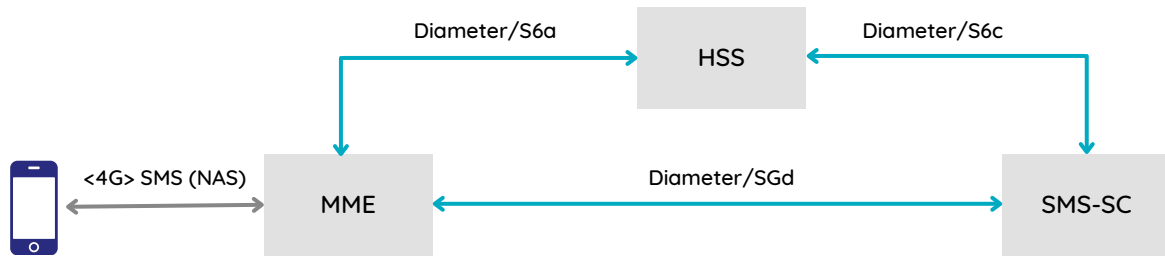 Diameter/S6a
Diameter/S6c
HSS
<4G> SMS (NAS)
Diameter/SGd
MME
SMS-SC